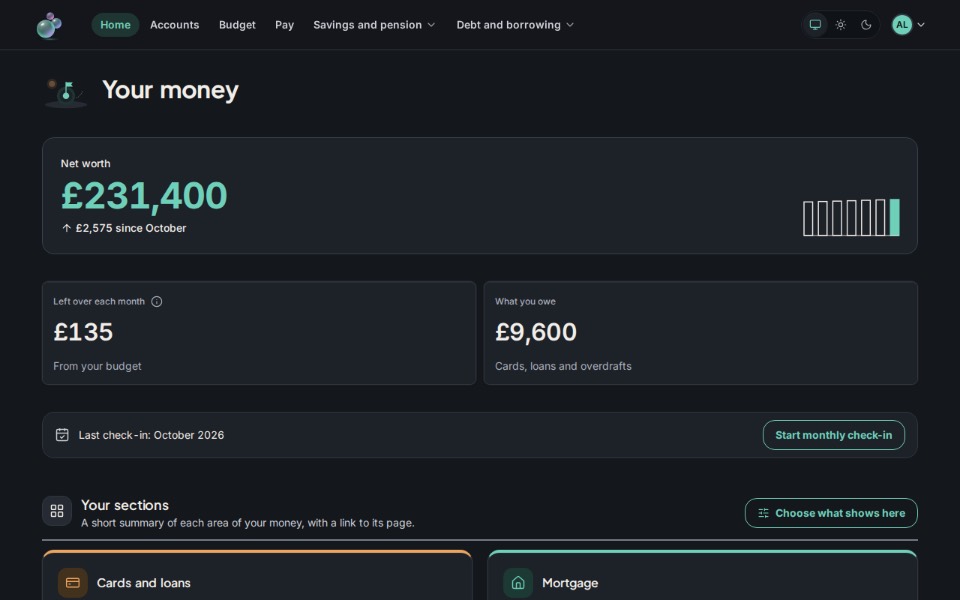 Home Accounts Budget Pay Savings and pension Debt and borrowing AL
Your money
Net worth
£231,400
↑ £2,575 since October
Left over each month
£135
From your budget
What you owe
£9,600
Cards, loans and overdrafts
Last check-in: October 2026
Start monthly check-in
Your sections
A short summary of each area of your money, with a link to its page.
Choose what shows here
Cards and loans
Mortgage